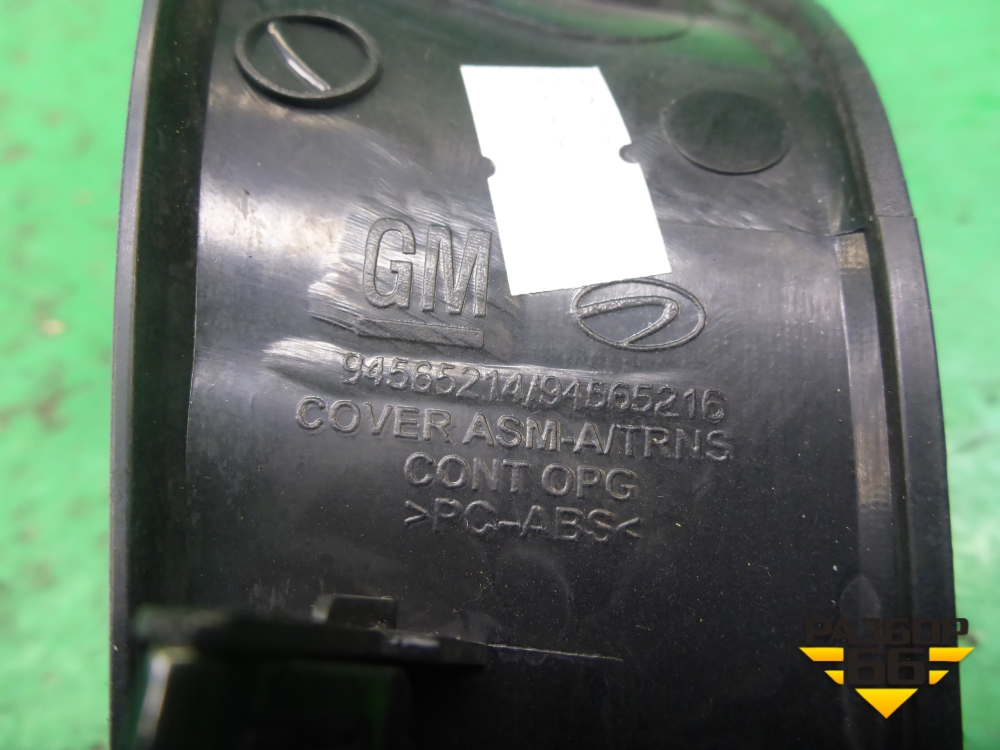 GM
94565214/94565216
COVER ASM-A/TRNS
CONT OPG
>PC-ABS<
РАЗБОР
66